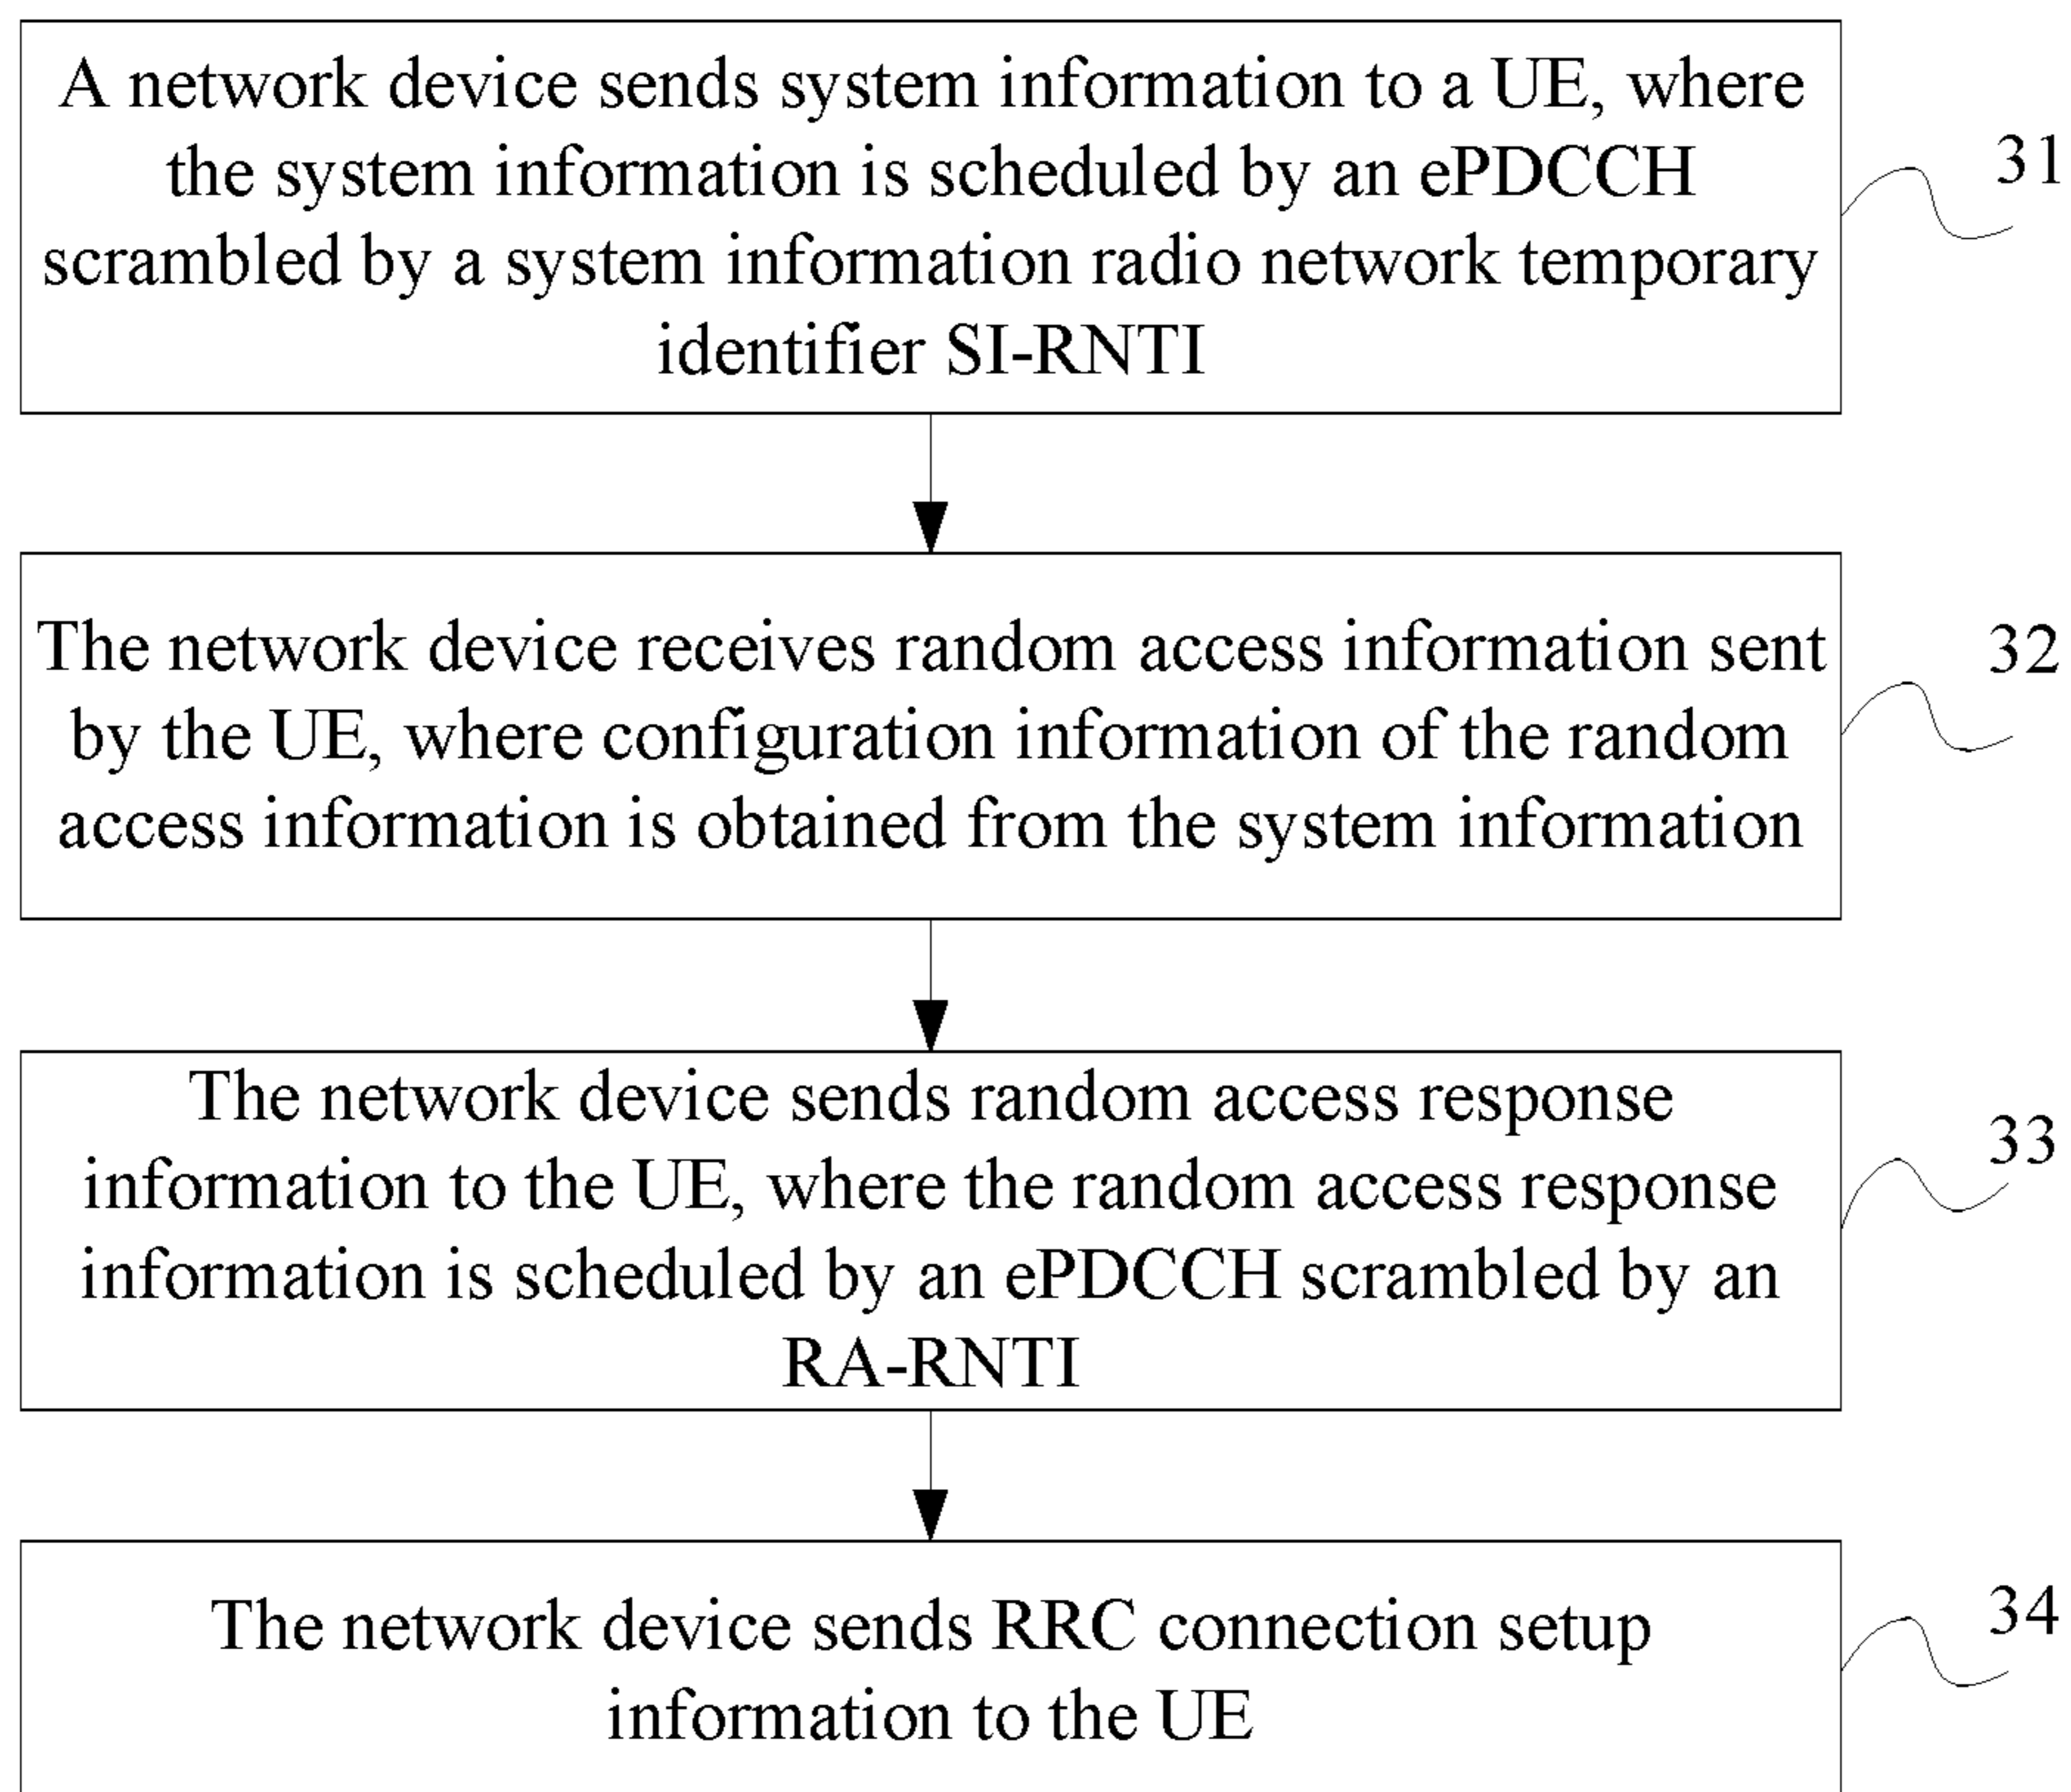 A network device sends system information to a UE, where
the system information is scheduled by an ePDCCH
scrambled by a system information radio network temporary
identifier SI-RNTI
31
The network device receives random access information sent
by the UE, where configuration information of the random
access information is obtained from the system information
32
The network device sends random access response
information to the UE, where the random access response
information is scheduled by an ePDCCH scrambled by an
RA-RNTI
33
The network device sends RRC connection setup
information to the UE
34